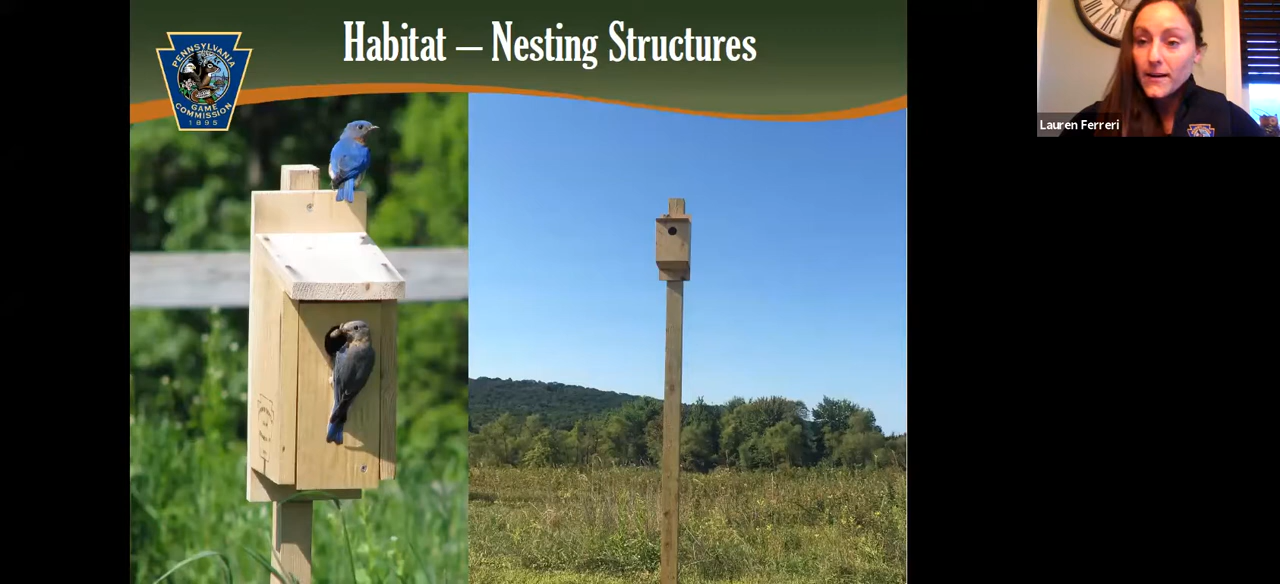 Habitat – Nesting Structures
PENNSYLVANIA
GAME
COMMISSION
1895
Lauren Ferreri